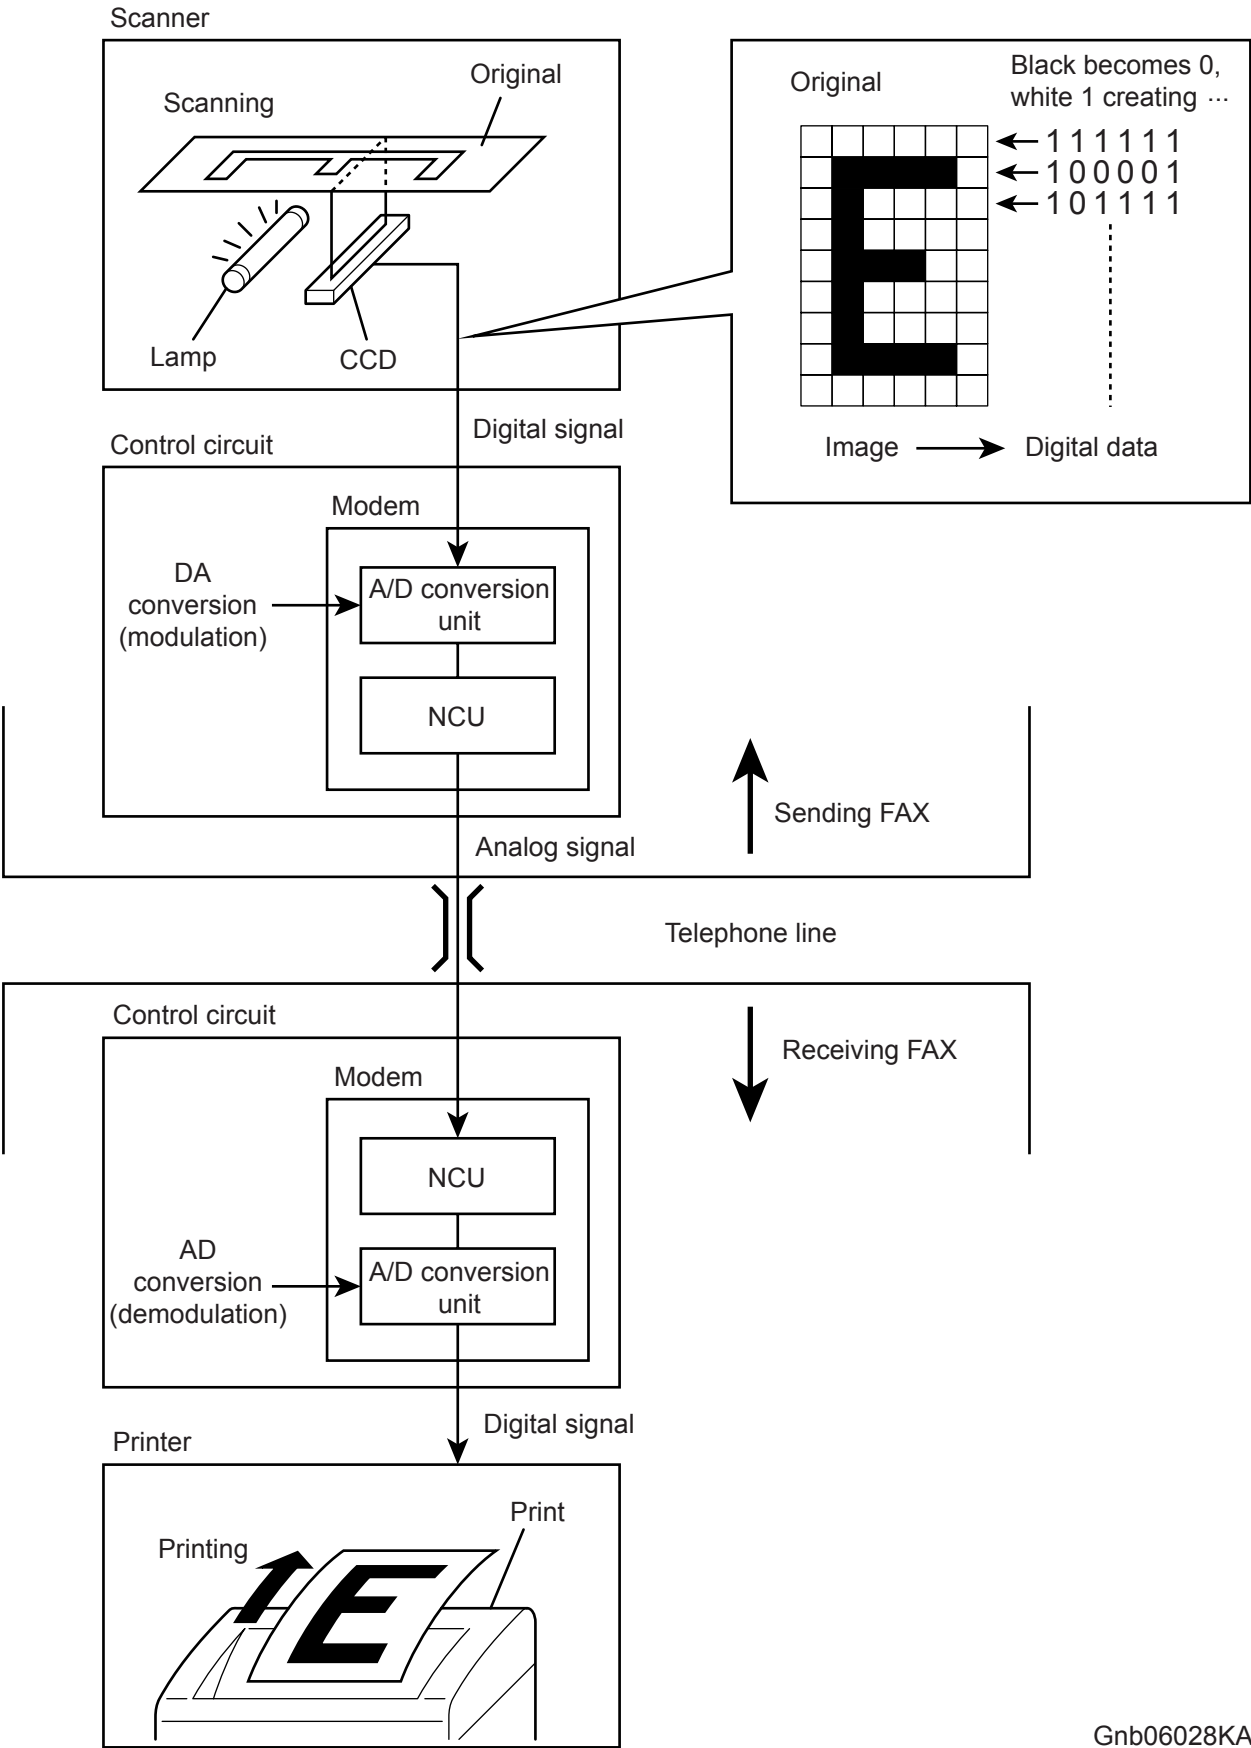 Scanner
Original
Scanning
Lamp
CCD
Original
Black becomes 0,
white 1 creating ...
1 1 1 1 1 1
1 0 0 0 0 1
1 0 1 1 1 1
Image
Digital data
Digital signal
Control circuit
Modem
DA
conversion
(modulation)
A/D conversion
unit
NCU
Sending FAX
Analog signal
Telephone line
Control circuit
Receiving FAX
Modem
NCU
AD
conversion
(demodulation)
A/D conversion
unit
Digital signal
Printer
Print
Printing
E
Gnb06028KA